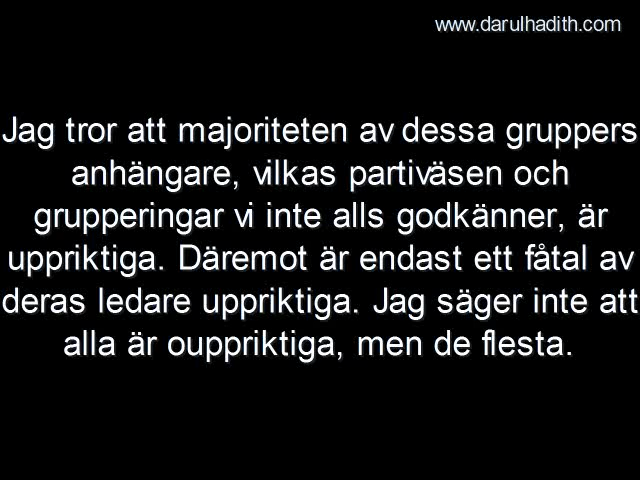 www.darulhadith.com
Jag tror att majoriteten av dessa gruppers
anhängare, vilkas partiväsen och
grupperingar vi inte alls godkänner, är
uppriktiga. Däremot är endast ett fåtal av
deras ledare uppriktiga. Jag säger inte att
alla är ouppriktiga, men de flesta.